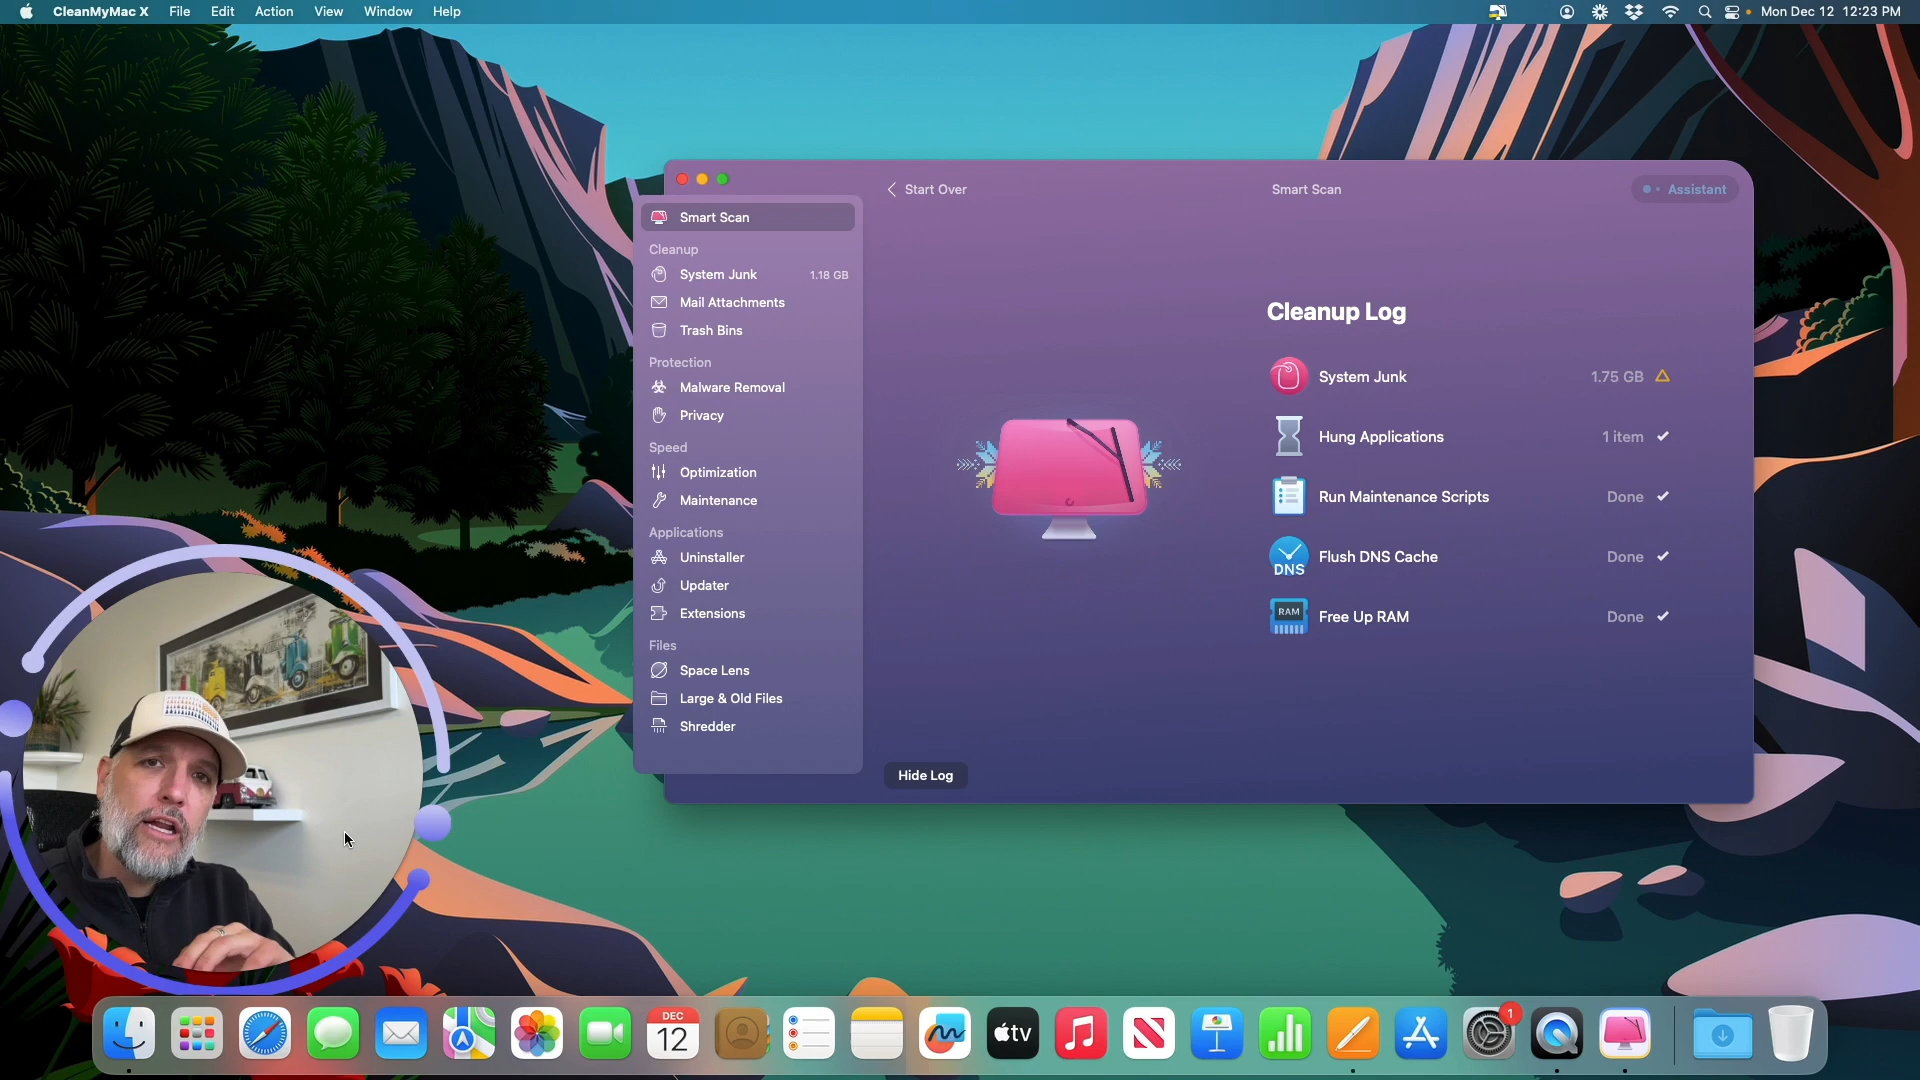 CleanMyMac X File Edit Action View Window Help
Mon Dec 12 12:23 PM
Start Over
Smart Scan
Assistant
Smart Scan
Cleanup
System Junk 1.18 GB
Mail Attachments
Trash Bins
Protection
Malware Removal
Privacy
Speed
Optimization
Maintenance
Applications
Uninstaller
Updater
Extensions
Files
Space Lens
Large & Old Files
Shredder
Cleanup Log
System Junk 1.75 GB
Hung Applications 1 item
Run Maintenance Scripts Done
DNS Flush DNS Cache Done
RAM Free Up RAM Done
Hide Log
DEC
12
tv
1